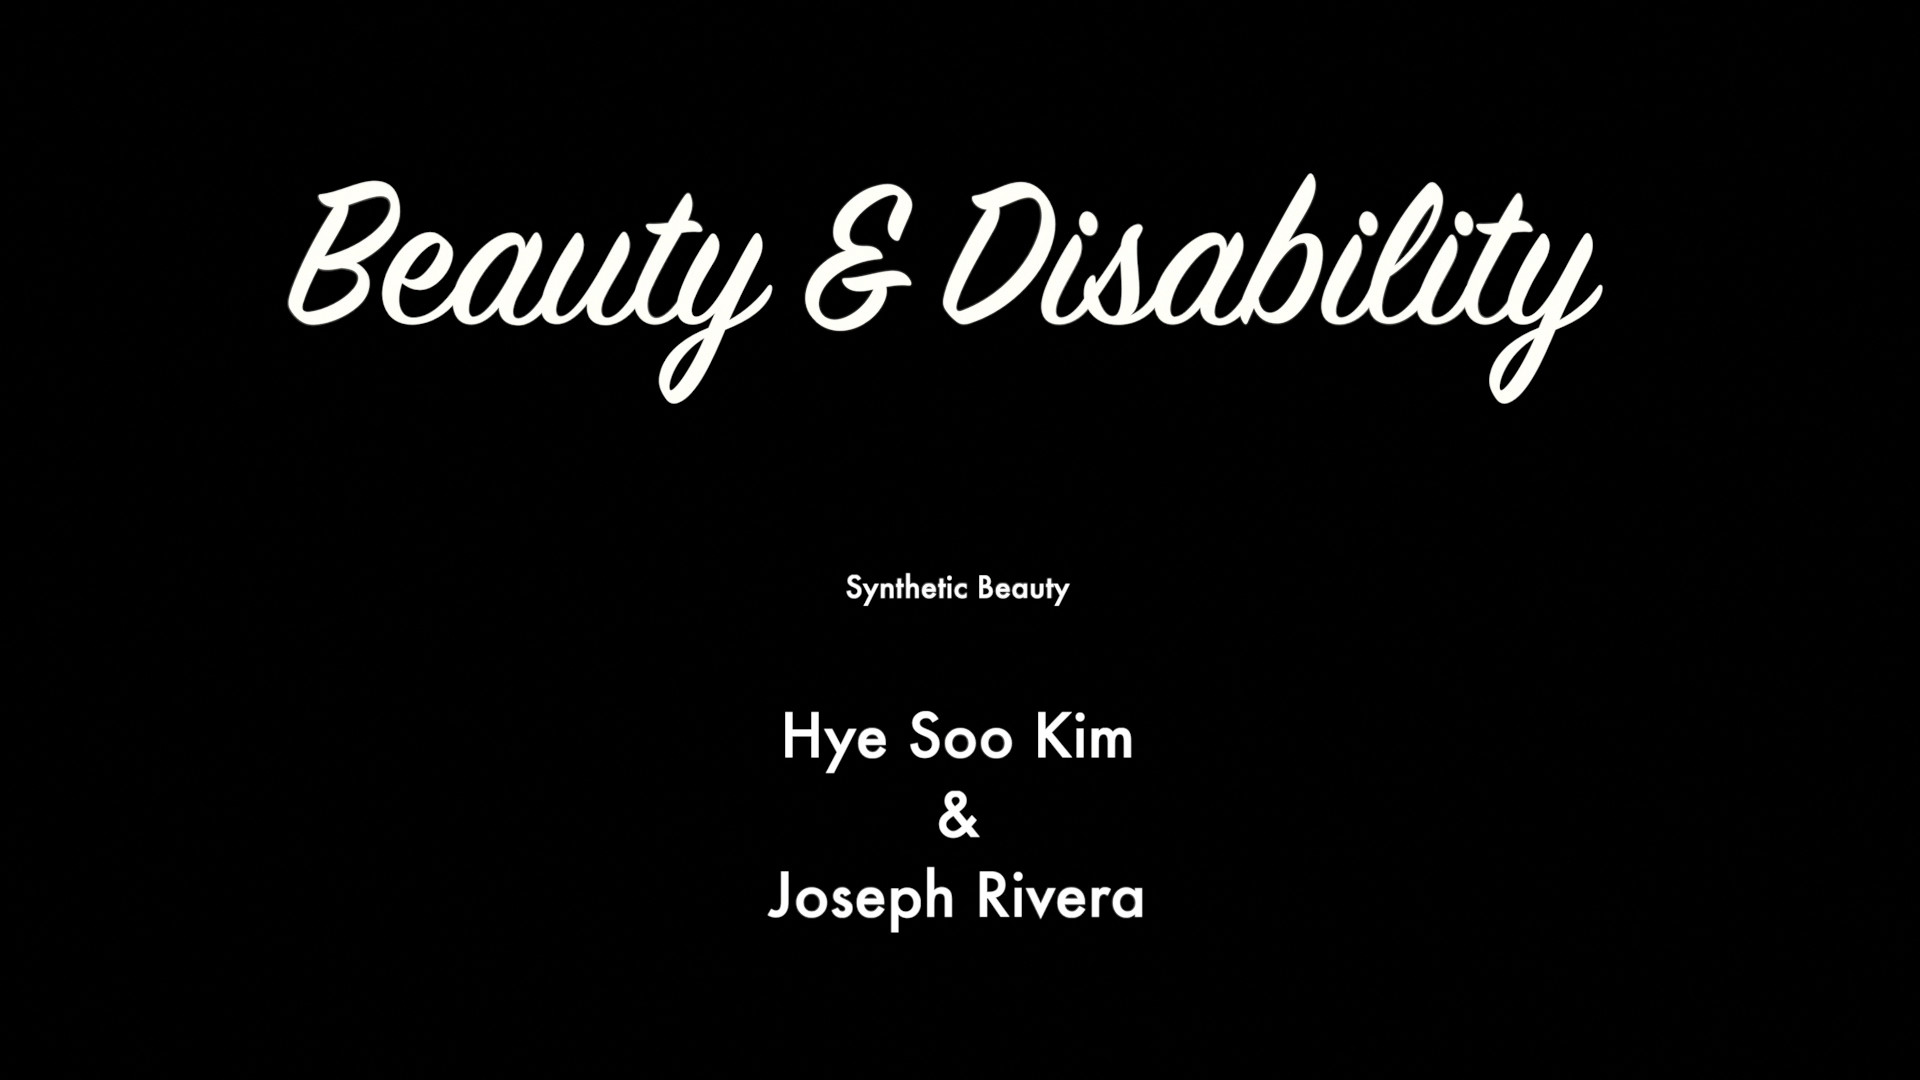 Beauty & Disability
Synthetic Beauty
Hye Soo Kim
&
Joseph Rivera